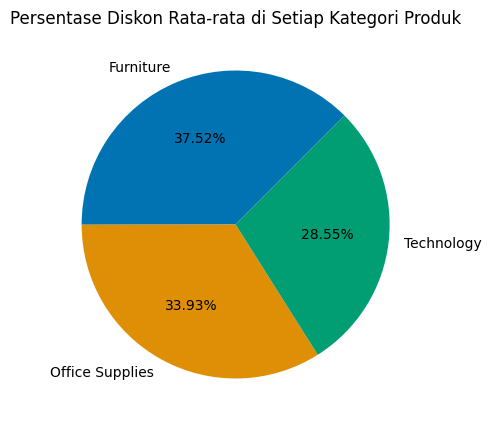 Persentase Diskon Rata-rata di Setiap Kategori Produk
Furniture
37.52%
28.55%
Technology
33.93%
Office Supplies